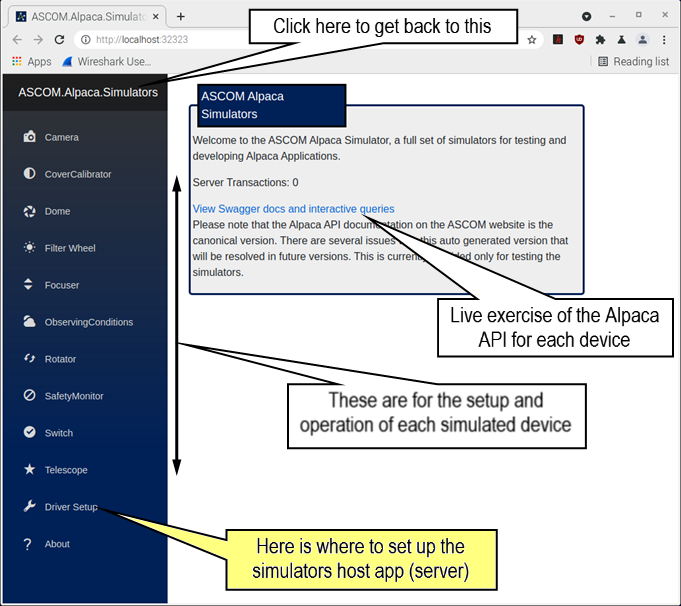 ASCOM.Alpaca.Simulato
Click here to get back to this
http://localhost:32323
Apps
Wireshark Use...
Reading list
ASCOM.Alpaca.Simulators
Camera
CoverCalibrator
Dome
Filter Wheel
Focuser
ObservingConditions
Rotator
SafetyMonitor
Switch
Telescope
Driver Setup
? About
ASCOM Alpaca
Simulators
Welcome to the ASCOM Alpaca Simulator, a full set of simulators for testing and
developing Alpaca Applications.
Server Transactions: 0
View Swagger docs and interactive queries
Please note that the Alpaca API documentation on the ASCOM website is the
canonical version. There are several issues this auto generated version that
will be resolved in future versions. This is currently only for testing the
simulators.
Live exercise of the Alpaca
API for each device
These are for the setup and
operation of each simulated device
Here is where to set up the
simulators host app (server)